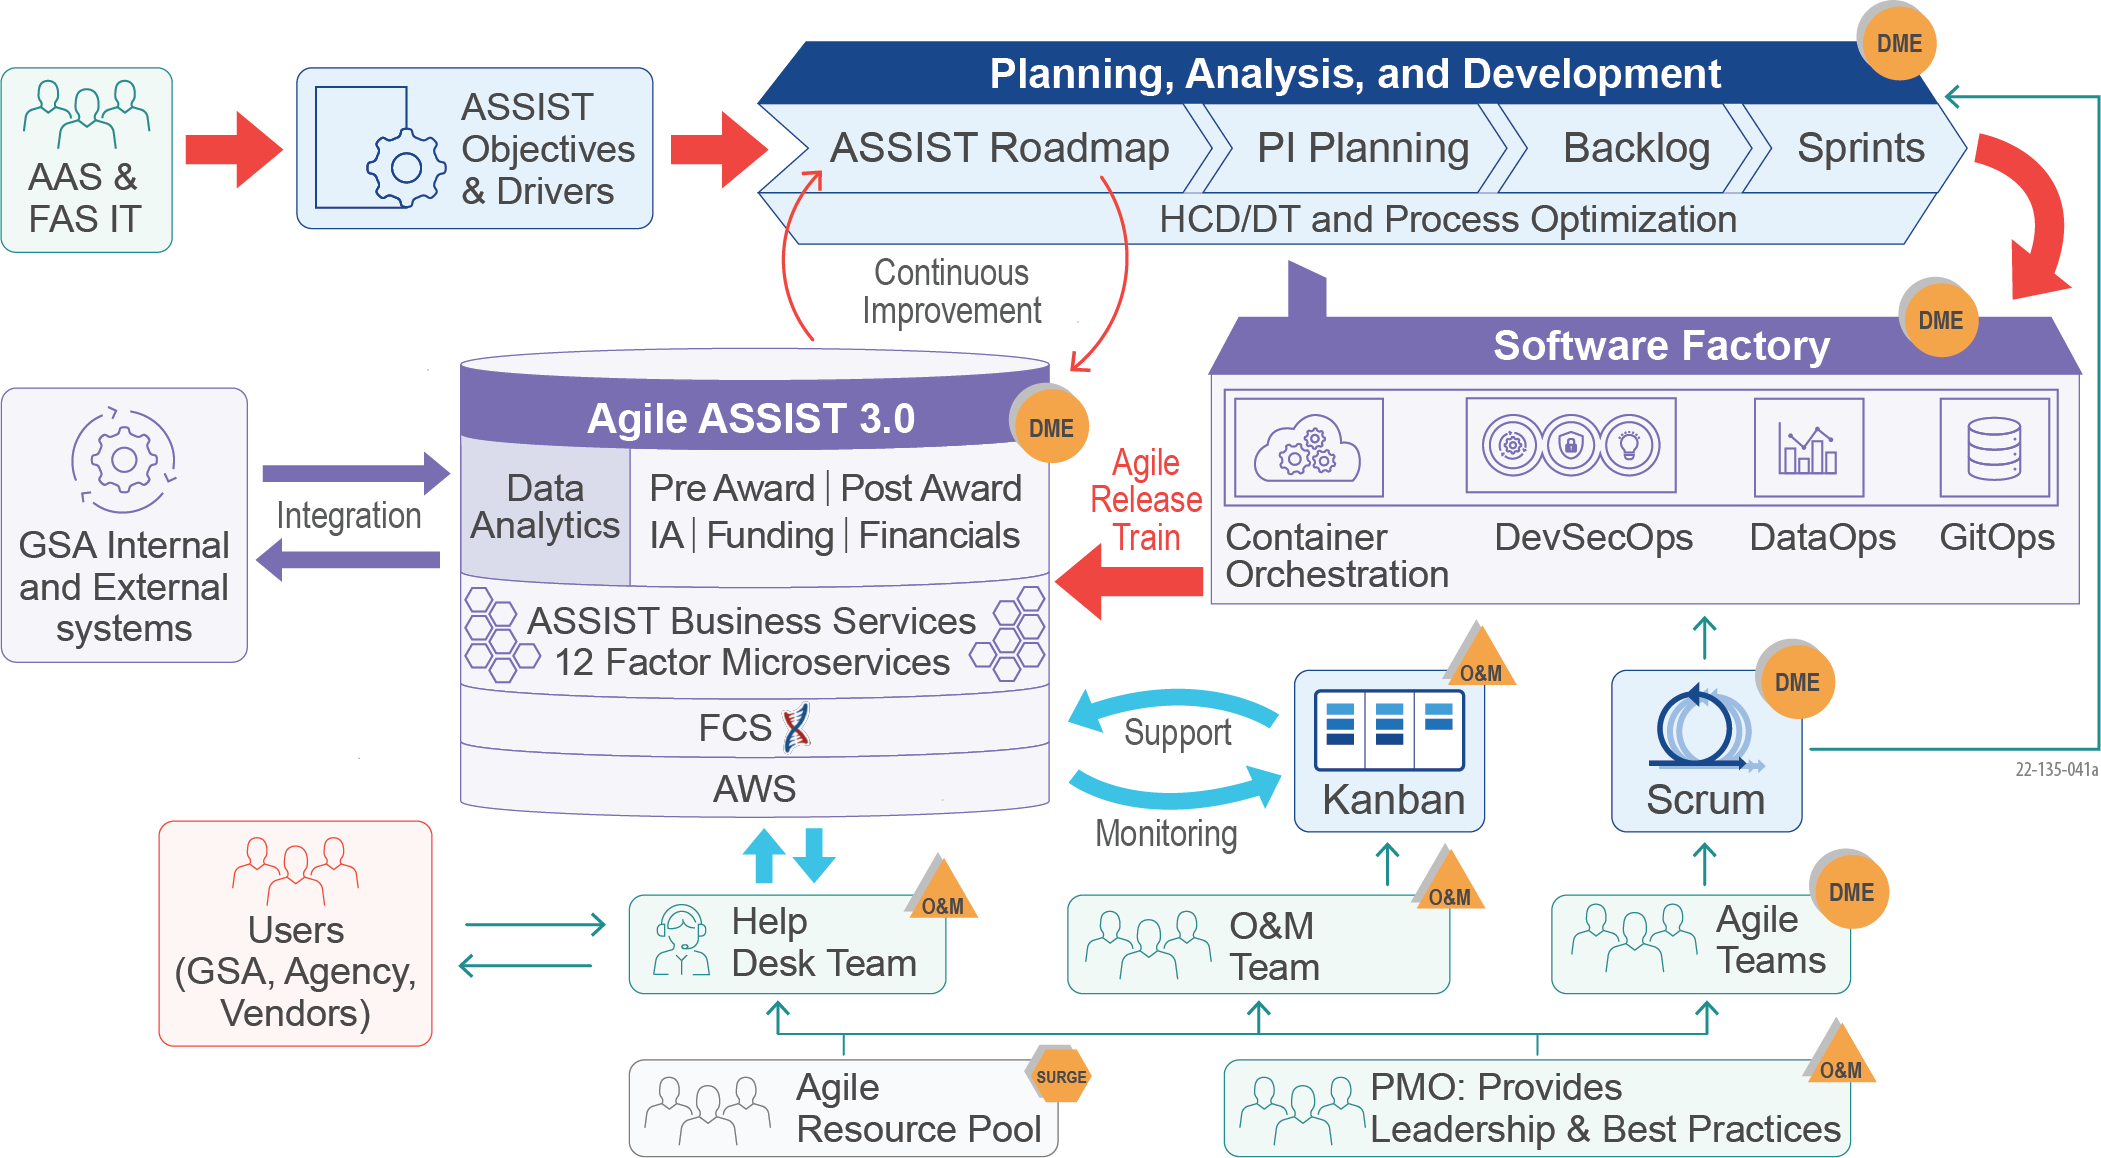 DME
Planning, Analysis, and Development
AAS &
FAS IT
ASSIST
Objectives
& Drivers
ASSIST Roadmap
PI Planning
Backlog
Sprints
HCD/DT and Process Optimization
Continuous
Improvement
DME
Software Factory
Agile ASSIST 3.0
DME
Data
Analytics
Pre Award | Post Award
IA | Funding | Financials
ASSIST Business Services
12 Factor Microservices
FCS
AWS
GSA Internal
and External
systems
Integration
Agile
Release
Train
Container
Orchestration
DevSecOps
DataOps
GitOps
Support
Monitoring
O&M
Kanban
DME
Scrum
22-135-041a
Users
(GSA, Agency,
Vendors)
O&M
Help
Desk Team
O&M
O&M
Team
DME
Agile
Teams
SURGE
Agile
Resource Pool
O&M
PMO: Provides
Leadership & Best Practices